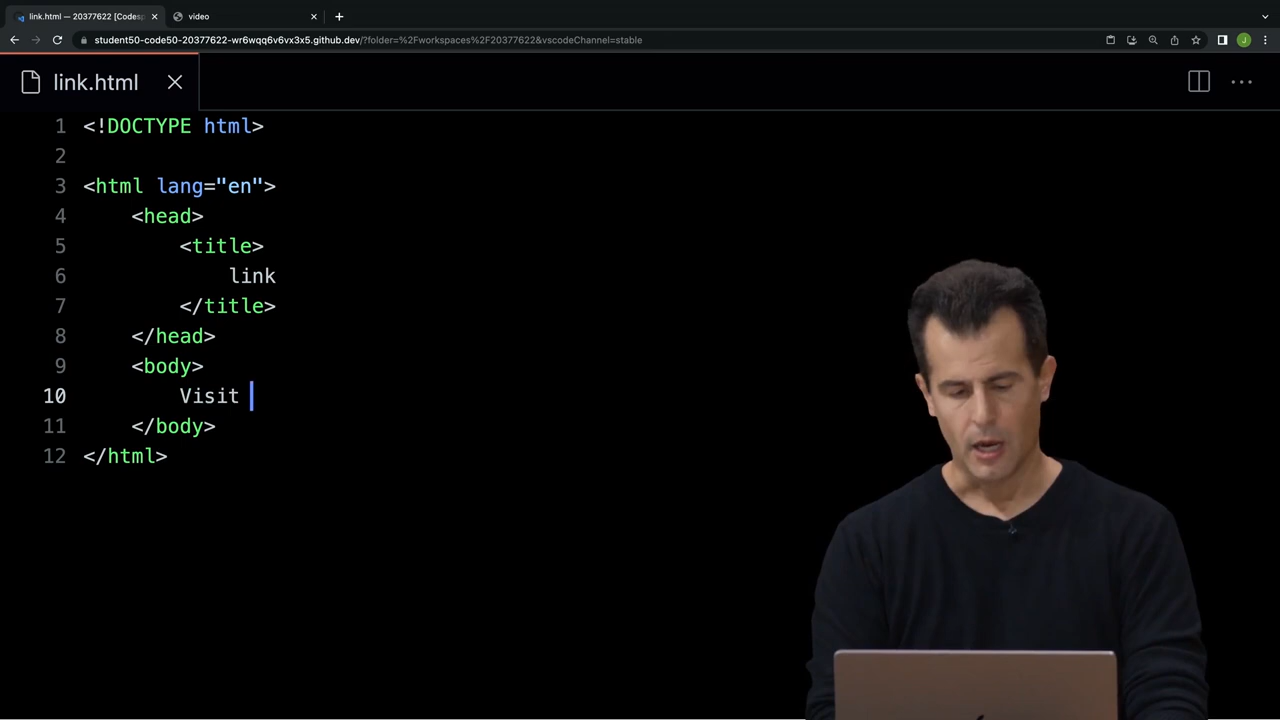 link.html — 20377622 [Codesp
video
student50-code50-20377622-wr6wqq6v6vx3x5.github.dev/?folder=%2Fworkspaces%2F20377622&vscodeChannel=stable
J
link.html
1 <!DOCTYPE html>
2
3 <html lang="en">
4 <head>
5 <title>
6 link
7 </title>
8 </head>
9 <body>
10 Visit
11 </body>
12 </html>